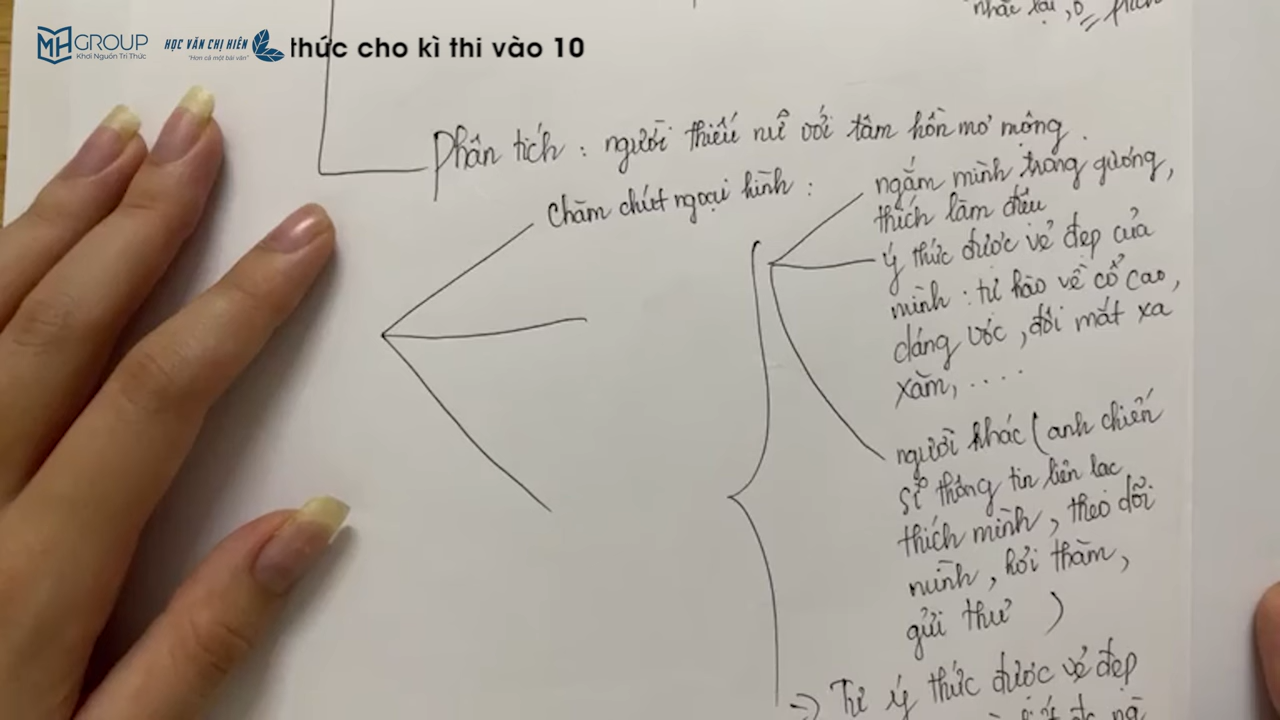 MH GROUP
Khơi Nguồn Tri Thức
HỌC VĂN CHỊ HIÊN
"Hơn cả một bài văn"
thức cho kì thi vào 10
nhắc lại,
Phân tích : người thiếu nữ với tâm hồn mơ mộng.
Chăm chút ngoại hình :
ngắm mình trong gương,
thích làm điệu
ý thức được vẻ đẹp của
mình : tự hào về cổ cao,
dáng vóc, đôi mắt xa
xăm, ....
người khác ( anh chiến
sĩ thông tin liên lạc
thích mình, theo dõi
mình, hỏi thăm,
gửi thư )
=> Tự ý thức được vẻ đẹp